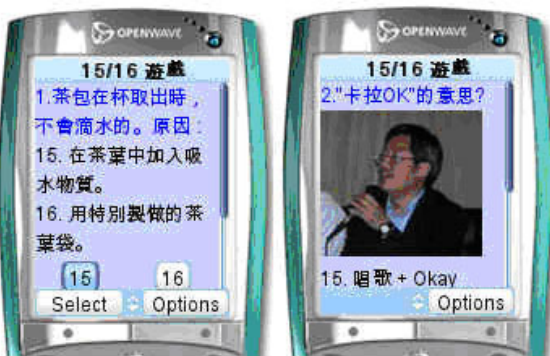 OPENWAVE
15/16 遊戲
1.茶包在杯取出時，
不會滴水的。原因：
15. 在茶葉中加入吸
水物質。
16. 用特別製做的茶
葉袋。
15 16
Select Options
OPENWAVE
15/16 遊戲
2."卡拉OK"的意思?
15. 唱歌 + Okay
Options